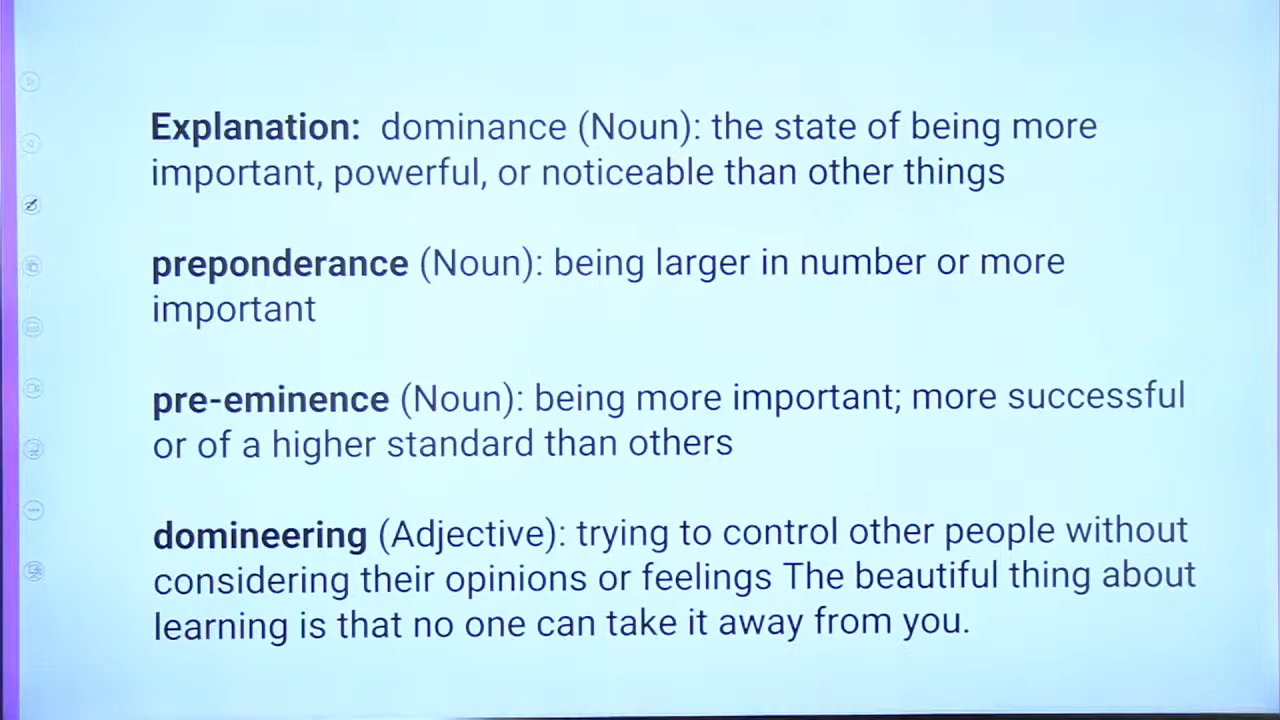 Explanation: dominance (Noun): the state of being more
important, powerful, or noticeable than other things
preponderance (Noun): being larger in number or more
important
pre-eminence (Noun): being more important; more successful
or of a higher standard than others
domineering (Adjective): trying to control other people without
considering their opinions or feelings The beautiful thing about
learning is that no one can take it away from you.